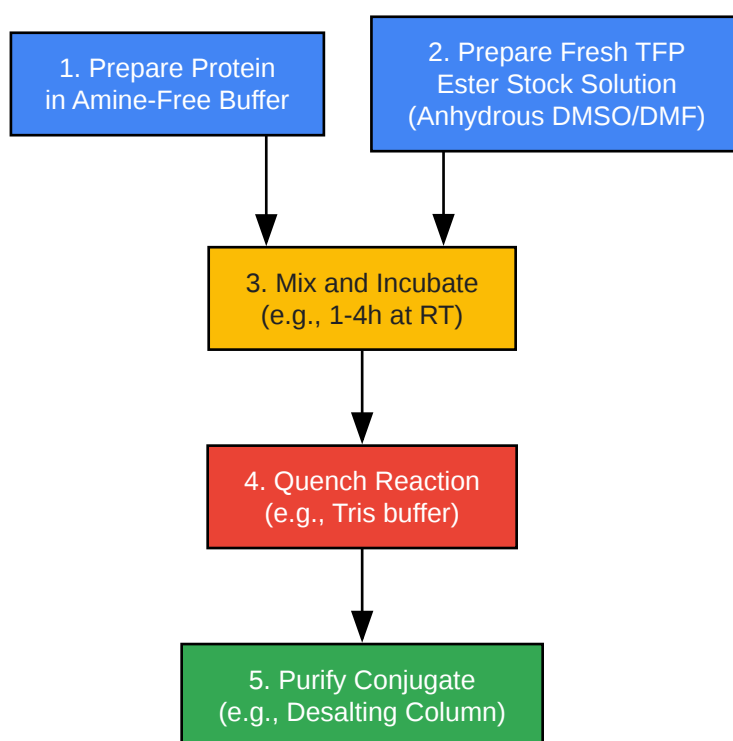 1. Prepare Protein
in Amine-Free Buffer
2. Prepare Fresh TFP
Ester Stock Solution
(Anhydrous DMSO/DMF)
3. Mix and Incubate
(e.g., 1-4h at RT)
4. Quench Reaction
(e.g., Tris buffer)
5. Purify Conjugate
(e.g., Desalting Column)